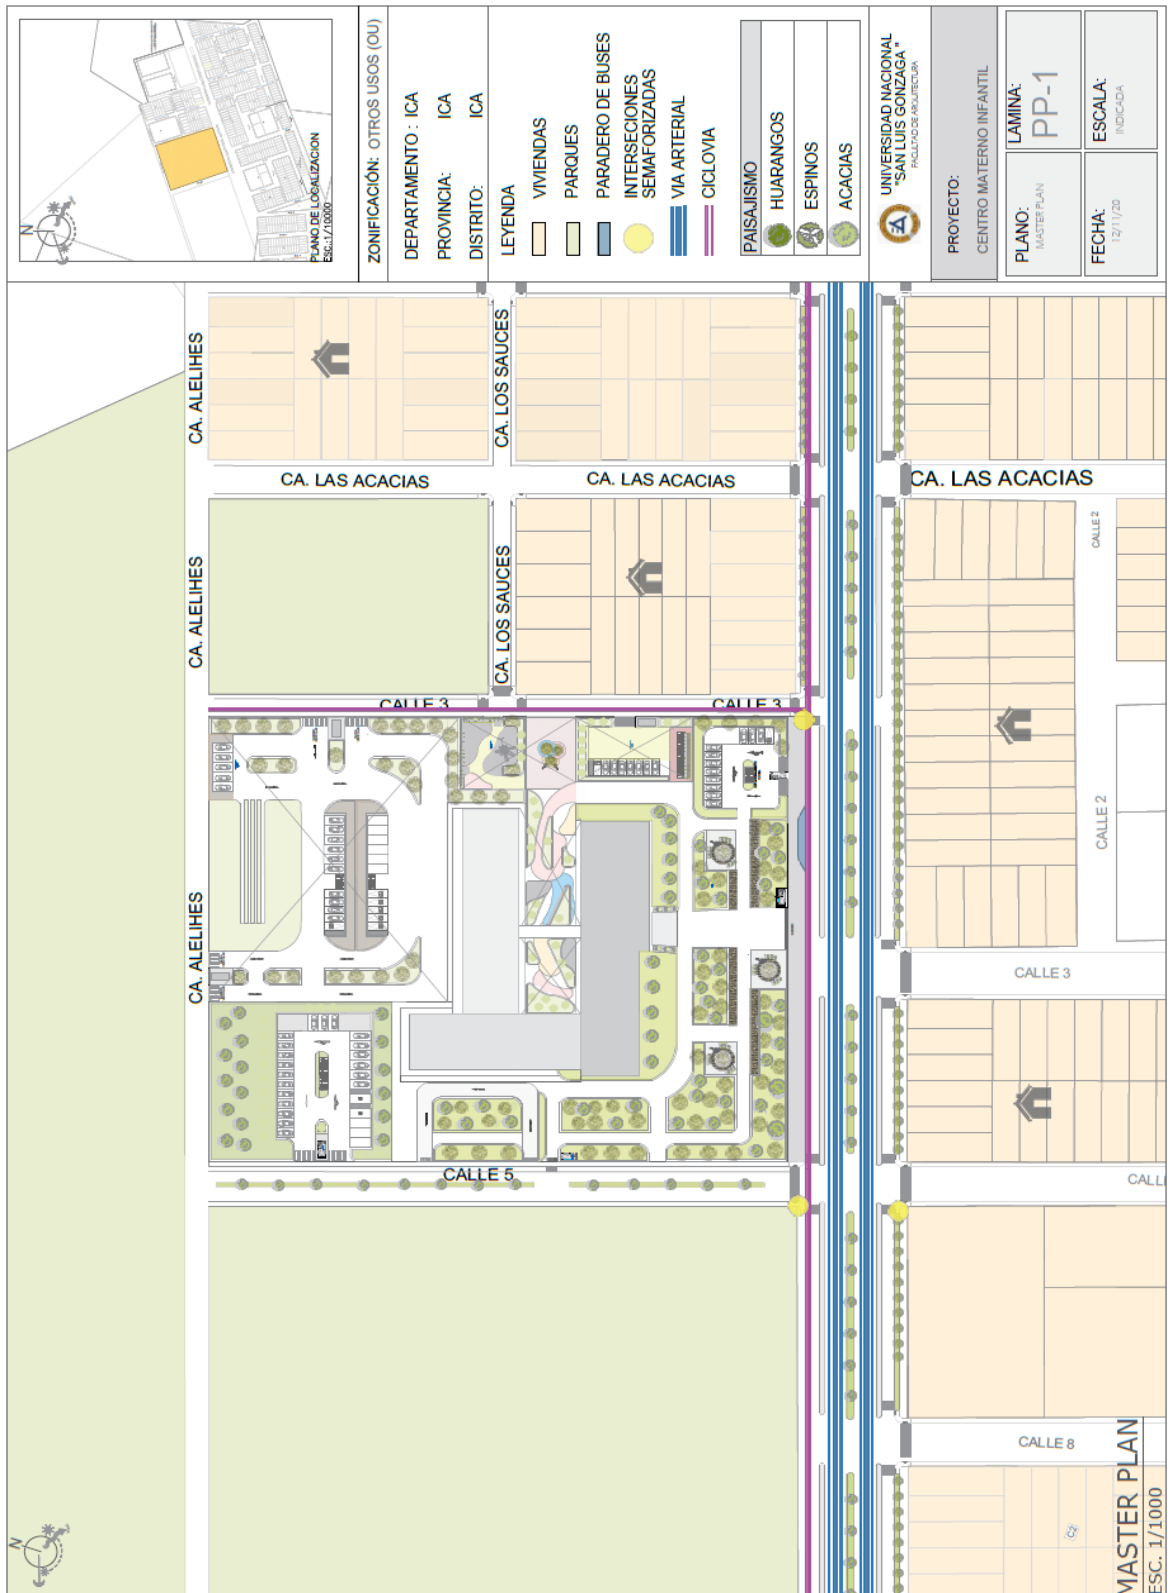 N
PLANO DE LOCALIZACION
ESC.:1/10000
ZONIFICACIÓN: OTROS USOS (OU)
DEPARTAMENTO : ICA
PROVINCIA: ICA
DISTRITO: ICA
LEYENDA
VIVIENDAS
PARQUES
PARADERO DE BUSES
INTERSECIONES
SEMAFORIZADAS
VIA ARTERIAL
CICLOVIA
PAISAJISMO
HUARANGOS
ESPINOS
ACACIAS
UNIVERSIDAD NACIONAL
"SAN LUIS GONZAGA "
FACULTAD DE ARQUITECTURA
PROYECTO:
CENTRO MATERNO INFANTIL
PLANO:
MASTER PLAN
LAMINA:
PP-1
FECHA:
12/11/20
ESCALA:
INDICADA
CA. ALELIHES
CA. LOS SAUCES
CA. LAS ACACIAS
CA. LAS ACACIAS
CA. LAS ACACIAS
CA. ALELIHES
CA. LOS SAUCES
CALLE 2
CALLE 3
CALLE 3
CALLE 2
CA. ALELIHES
CALLE 3
CALLE 5
CALL
CALLE 8
C2
N
MASTER PLAN
ESC. 1/1000